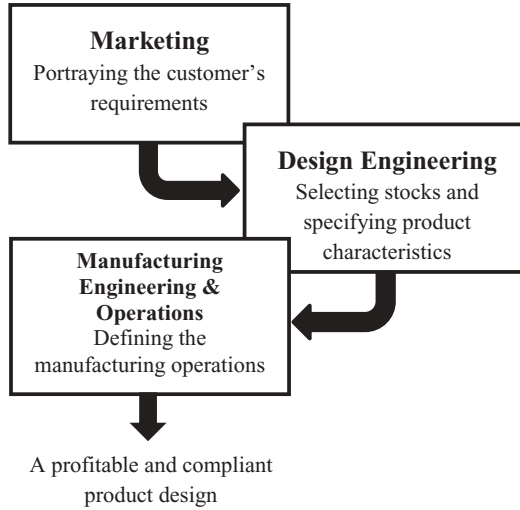 Marketing
Portraying the customer's
requirements
Design Engineering
Selecting stocks and
specifying product
characteristics
Manufacturing
Engineering &
Operations
Defining the
manufacturing operations
A profitable and compliant
product design